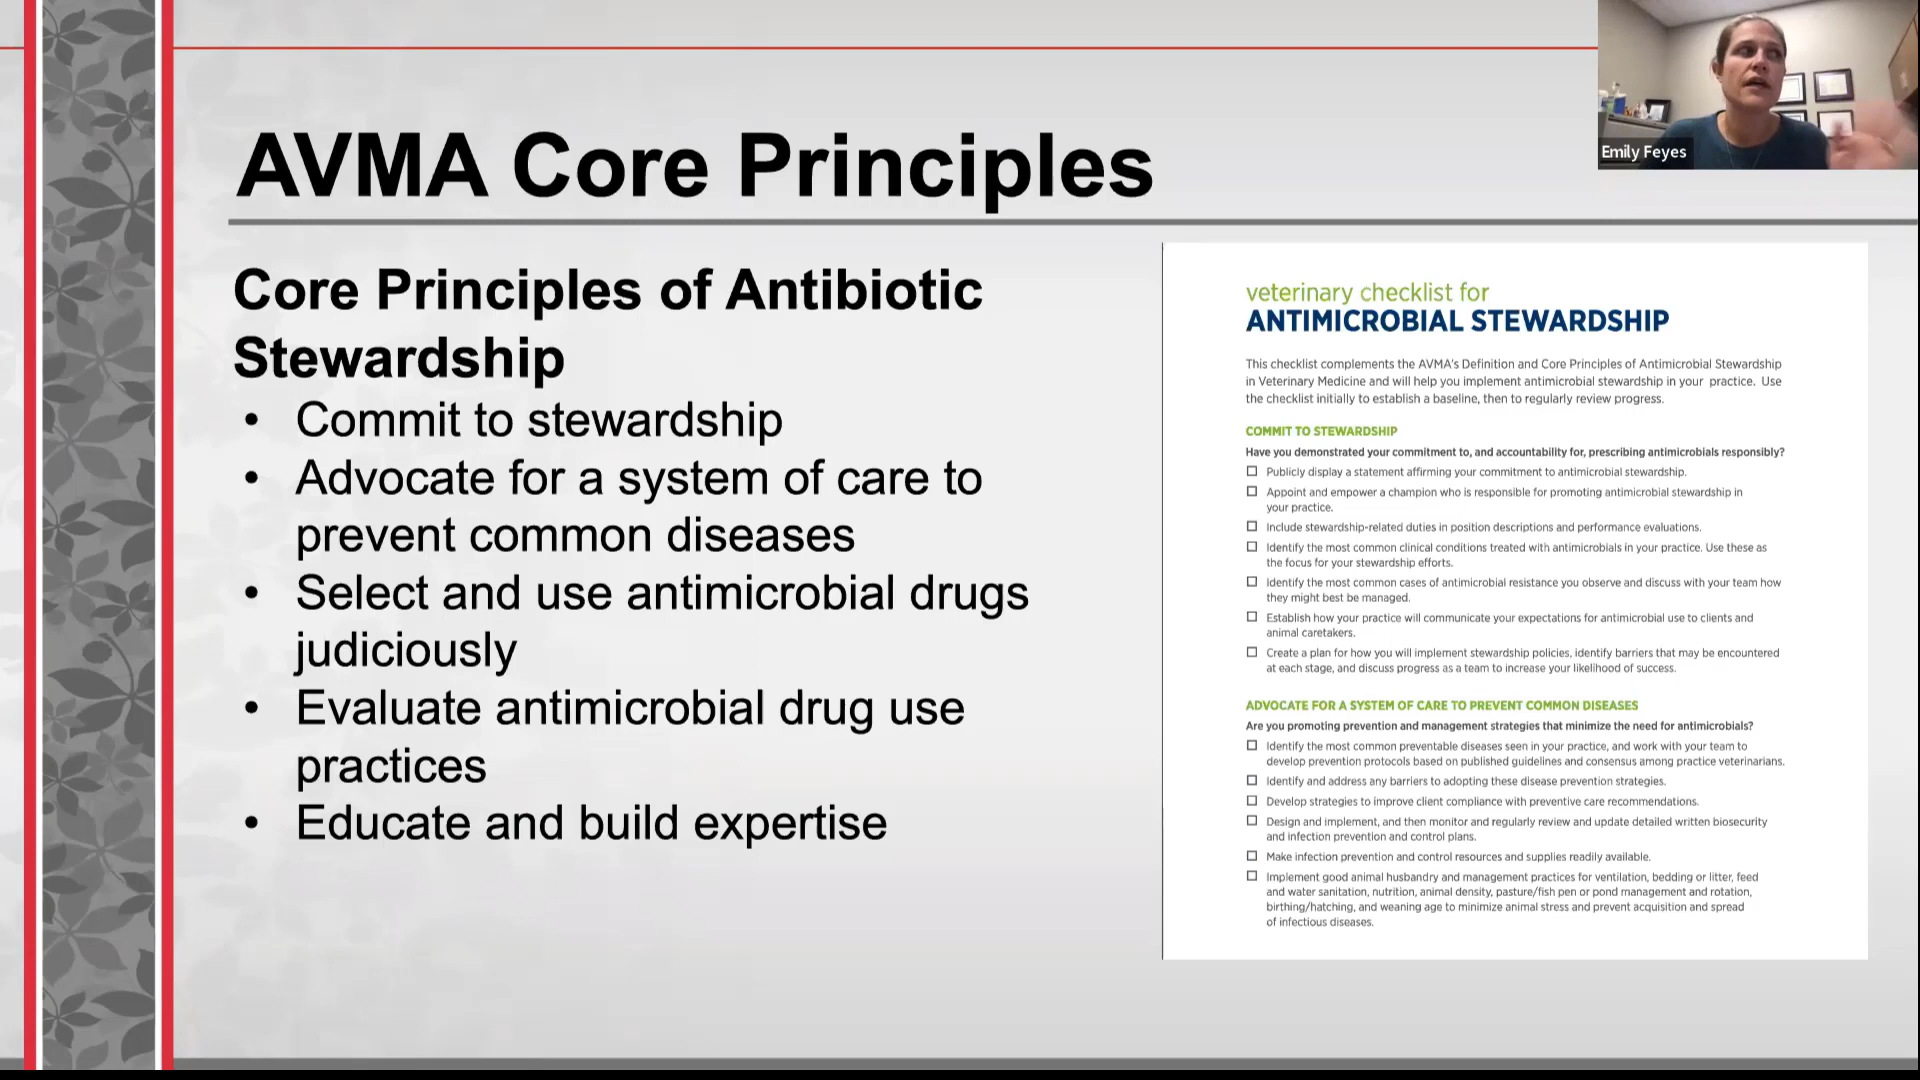 AVMA Core Principles
Emily Feyes
Core Principles of Antibiotic
Stewardship
• Commit to stewardship
• Advocate for a system of care to
prevent common diseases
• Select and use antimicrobial drugs
judiciously
• Evaluate antimicrobial drug use
practices
• Educate and build expertise
veterinary checklist for
ANTIMICROBIAL STEWARDSHIP
This checklist complements the AVMA's Definition and Core Principles of Antimicrobial Stewardship
in Veterinary Medicine and will help you implement antimicrobial stewardship in your practice. Use
the checklist initially to establish a baseline, then to regularly review progress.
COMMIT TO STEWARDSHIP
Have you demonstrated your commitment to, and accountability for, prescribing antimicrobials responsibly?
☐ Publicly display a statement affirming your commitment to antimicrobial stewardship.
☐ Appoint and empower a champion who is responsible for promoting antimicrobial stewardship in
your practice.
☐ Include stewardship-related duties in position descriptions and performance evaluations.
☐ Identify the most common clinical conditions treated with antimicrobials in your practice. Use these as
the focus for your stewardship efforts.
☐ Identify the most common cases of antimicrobial resistance you observe and discuss with your team how
they might best be managed.
☐ Establish how your practice will communicate your expectations for antimicrobial use to clients and
animal caretakers.
☐ Create a plan for how you will implement stewardship policies, identify barriers that may be encountered
at each stage, and discuss progress as a team to increase your likelihood of success.
ADVOCATE FOR A SYSTEM OF CARE TO PREVENT COMMON DISEASES
Are you promoting prevention and management strategies that minimize the need for antimicrobials?
☐ Identify the most common preventable diseases seen in your practice, and work with your team to
develop prevention protocols based on published guidelines and consensus among practice veterinarians.
☐ Identify and address any barriers to adopting these disease prevention strategies.
☐ Develop strategies to improve client compliance with preventive care recommendations.
☐ Design and implement, and then monitor and regularly review and update detailed written biosecurity
and infection prevention and control plans.
☐ Make infection prevention and control resources and supplies readily available.
☐ Implement good animal husbandry and management practices for ventilation, bedding or litter, feed
and water sanitation, nutrition, animal density, pasture/fish pen or pond management and rotation,
birthing/hatching, and weaning age to minimize animal stress and prevent acquisition and spread
of infectious diseases.